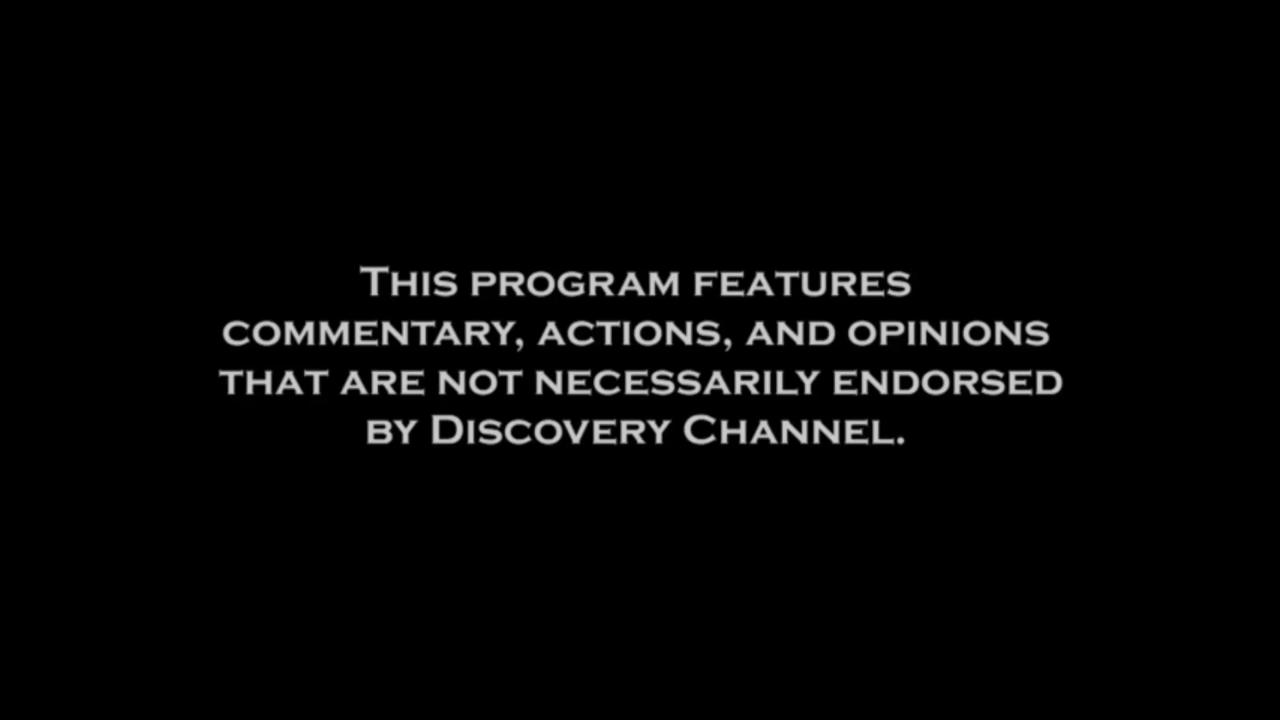 This program features
commentary, actions, and opinions
that are not necessarily endorsed
by Discovery Channel.